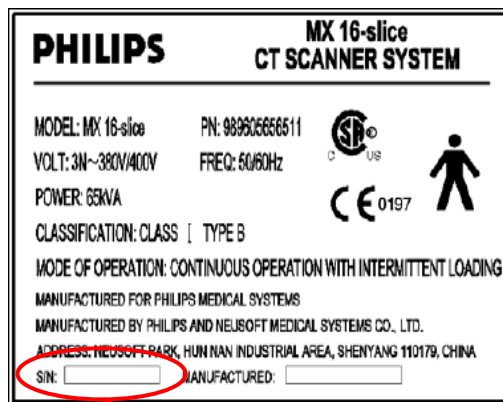 PHILIPS
MX 16-slice
CT SCANNER SYSTEM
MODEL: MX 16-slice PN: 989605656511
VOLT: 3N~380V/400V FREQ: 50/60Hz
POWER: 65kVA
SA ®
C US
CE 0197
CLASSIFICATION: CLASS I TYPE B
MODE OF OPERATION: CONTINUOUS OPERATION WITH INTERMITTENT LOADING
MANUFACTURED FOR PHILIPS MEDICAL SYSTEMS
MANUFACTURED BY PHILIPS AND NEUSOFT MEDICAL SYSTEMS CO., LTD.
ADDRESS: NEUSOFT PARK, HUN NAN INDUSTRIAL AREA, SHENYANG 110179, CHINA
S/N: MANUFACTURED: